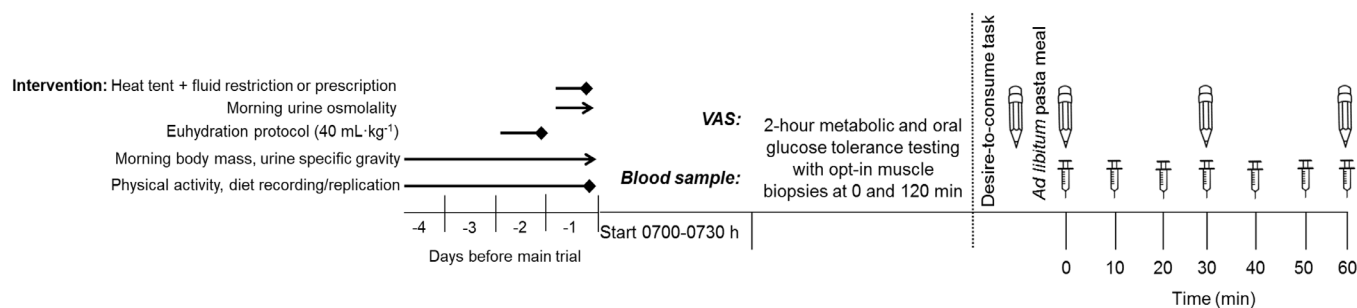 Intervention: Heat tent + fluid restriction or prescription
Morning urine osmolality
Euhydration protocol (40 mL·kg⁻¹)
Morning body mass, urine specific gravity
Physical activity, diet recording/replication
-4 -3 -2 -1
Days before main trial
Start 0700-0730 h
VAS:
Blood sample:
2-hour metabolic and oral
glucose tolerance testing
with opt-in muscle
biopsies at 0 and 120 min
Desire-to-consume task
Ad libitum pasta meal
0 10 20 30 40 50 60
Time (min)